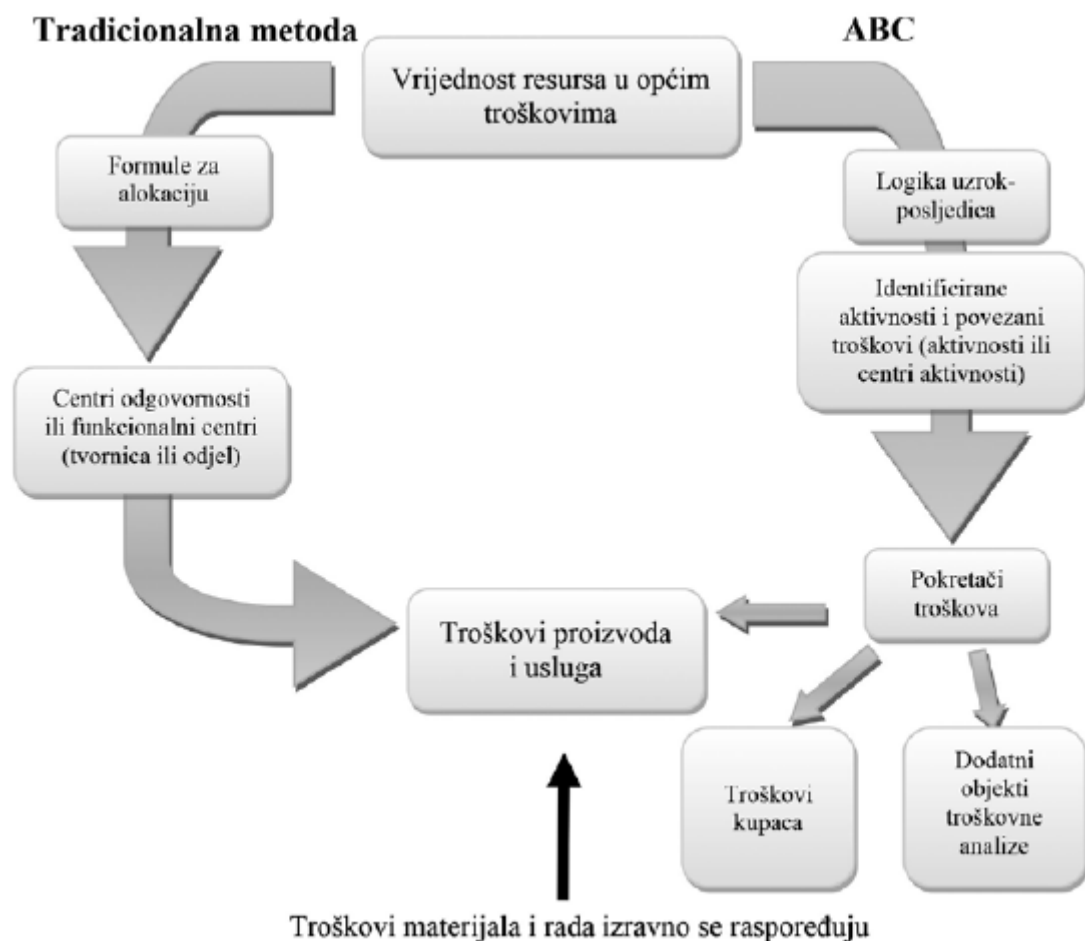 Tradicionalna metoda
ABC
Vrijednost resursa u općim
troškovima
Formule za
alokaciju
Logika uzrok-
posljedica
Identificirane
aktivnosti i povezani
troškovi (aktivnosti ili
centri aktivnosti)
Centri odgovornosti
ili funkcionalni centri
(tvornica ili odjel)
Pokretači
troškova
Troškovi proizvoda
i usluga
Troškovi
kupaca
Dodatni
objekti
troškovne
analize
Troškovi materijala i rada izravno se raspoređuju